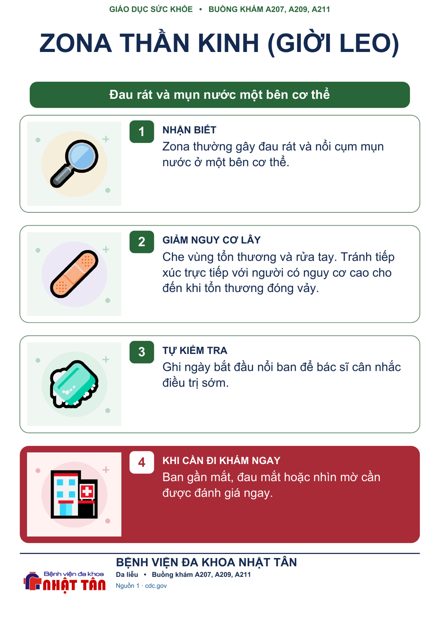 GIÁO DỤC SỨC KHỎE • BUỒNG KHÁM A207, A209, A211
ZONA THẦN KINH (GIỜI LEO)
Đau rát và mụn nước một bên cơ thể
1
NHẬN BIẾT
Zona thường gây đau rát và nổi cụm mụn
nước ở một bên cơ thể.
2
GIẢM NGUY CƠ LÂY
Che vùng tổn thương và rửa tay. Tránh tiếp
xúc trực tiếp với người có nguy cơ cao cho
đến khi tổn thương đóng vảy.
3
TỰ KIỂM TRA
Ghi ngày bắt đầu nổi ban để bác sĩ cân nhắc
điều trị sớm.
4
KHI CẦN ĐI KHÁM NGAY
Ban gần mắt, đau mắt hoặc nhìn mờ cần
được đánh giá ngay.
Bệnh viện đa khoa
NHẬT TÂN
BỆNH VIỆN ĐA KHOA NHẬT TÂN
Da liễu • Buồng khám A207, A209, A211
Nguồn 1 · cdc.gov